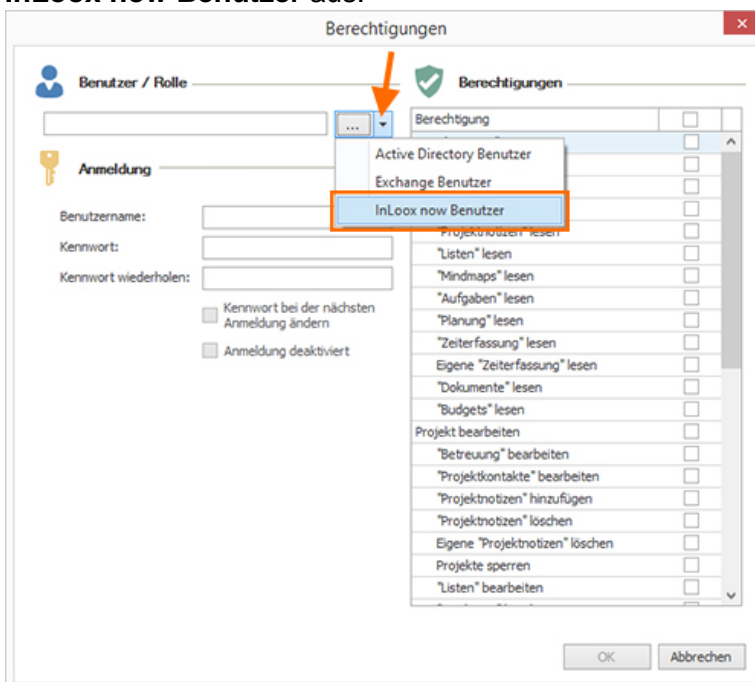 InLoox now Benutzer aus.
Berechtigungen
Benutzer / Rolle
Berechtigungen
...
Berechtigung
Active Directory Benutzer
Exchange Benutzer
InLoox now Benutzer
Anmeldung
Benutzername:
Kennwort:
Kennwort wiederholen:
Kennwort bei der nächsten
Anmeldung ändern
Anmeldung deaktiviert
"Projektnotizen" lesen
"Listen" lesen
"Mindmaps" lesen
"Aufgaben" lesen
"Planung" lesen
"Zeiterfassung" lesen
Eigene "Zeiterfassung" lesen
"Dokumente" lesen
"Budgets" lesen
Projekt bearbeiten
"Betreuung" bearbeiten
"Projektkontakte" bearbeiten
"Projektnotizen" hinzufügen
"Projektnotizen" löschen
Eigene "Projektnotizen" löschen
Projekte sperren
"Listen" bearbeiten
OK
Abbrechen